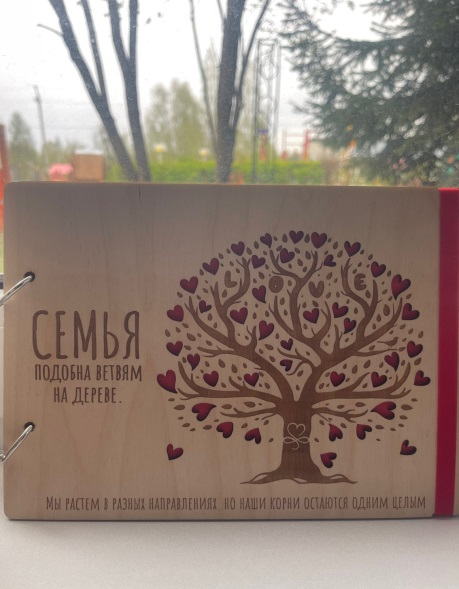 L O V E
СЕМЬЯ
ПОДОБНА ВЕТВЯМ
НА ДЕРЕВЕ.
Мы растем в разных направлениях, но наши корни остаются одним целым